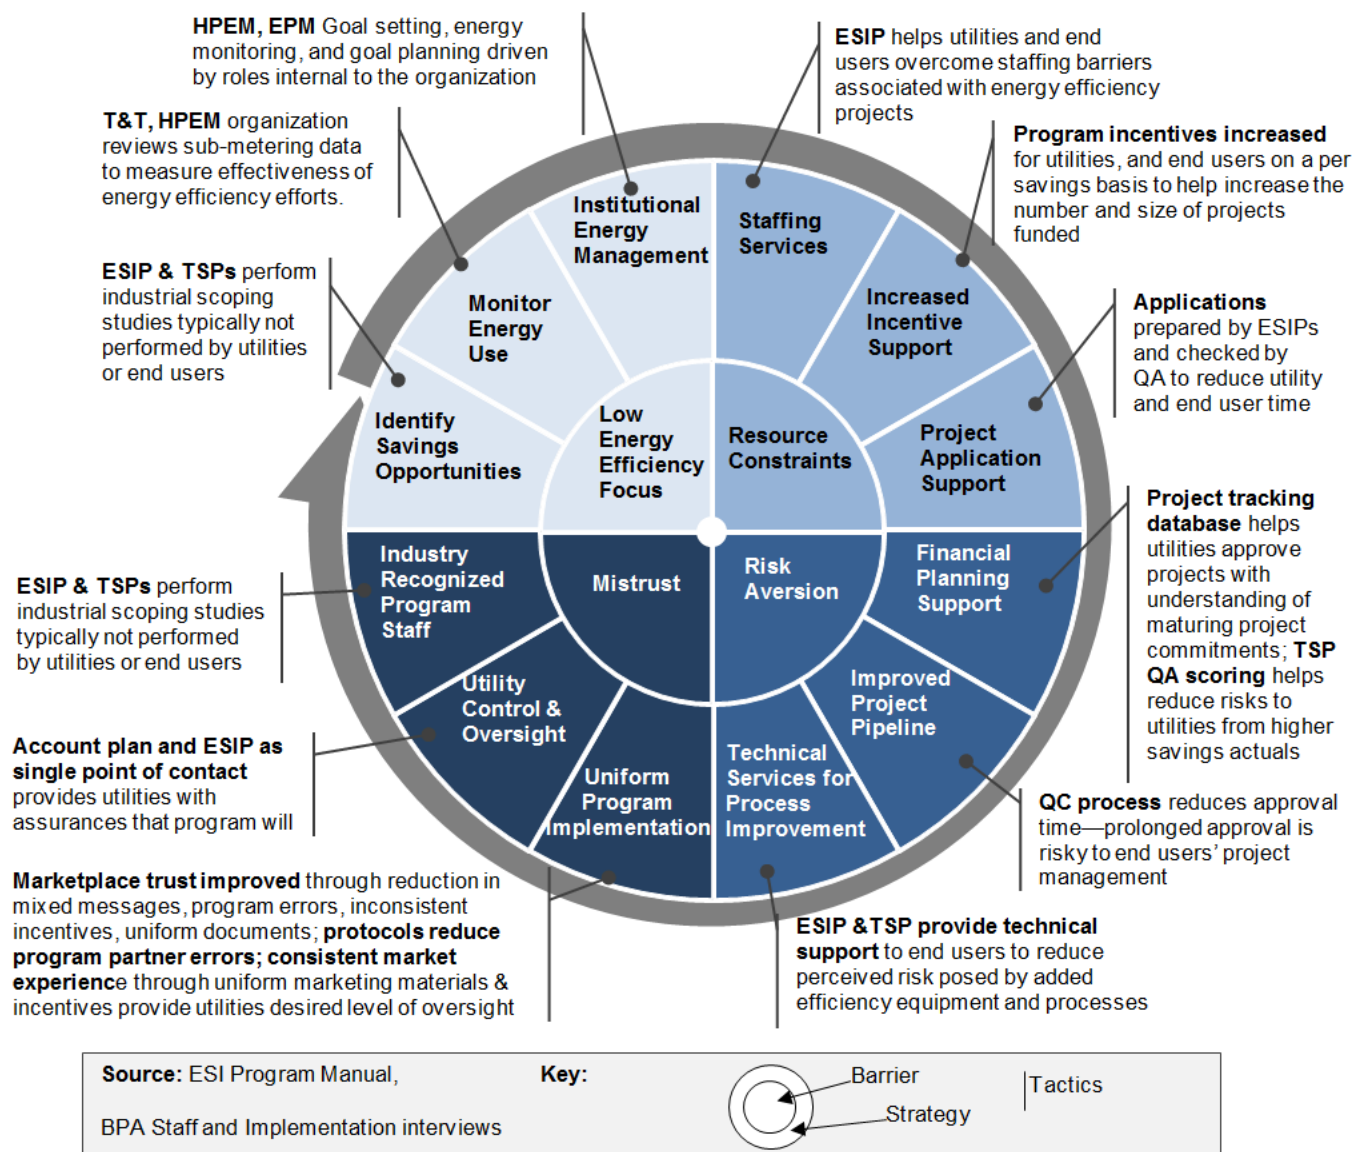 HPEM, EPM Goal setting, energy
monitoring, and goal planning driven
by roles internal to the organization
ESIP helps utilities and end
users overcome staffing barriers
associated with energy efficiency
projects
T&T, HPEM organization
reviews sub-metering data
to measure effectiveness of
energy efficiency efforts.
Program incentives increased
for utilities, and end users on a per
savings basis to help increase the
number and size of projects
funded
ESIP & TSPs perform
industrial scoping
studies typically not
performed by utilities
or end users
Applications
prepared by ESIPs
and checked by
QA to reduce utility
and end user time
Institutional
Energy
Management
Staffing
Services
Monitor
Energy
Use
Increased
Incentive
Support
Identify
Savings
Opportunities
Low
Energy
Efficiency
Focus
Resource
Constraints
Project
Application
Support
Project tracking
database helps
utilities approve
projects with
understanding of
maturing project
commitments; TSP
QA scoring helps
reduce risks to
utilities from higher
savings actuals
Industry
Recognized
Program
Staff
Mistrust
Risk
Aversion
Financial
Planning
Support
ESIP & TSPs perform
industrial scoping studies
typically not performed
by utilities or end users
Utility
Control &
Oversight
Improved
Project
Pipeline
Uniform
Program
Implementation
Technical
Services for
Process
Improvement
Account plan and ESIP as
single point of contact
provides utilities with
assurances that program will
QC process reduces approval
time—prolonged approval is
risky to end users' project
management
Marketplace trust improved through reduction in
mixed messages, program errors, inconsistent
incentives, uniform documents; protocols reduce
program partner errors; consistent market
experience through uniform marketing materials &
incentives provide utilities desired level of oversight
ESIP &TSP provide technical
support to end users to reduce
perceived risk posed by added
efficiency equipment and processes
Source: ESI Program Manual,
BPA Staff and Implementation interviews
Key:
Barrier
Strategy
Tactics